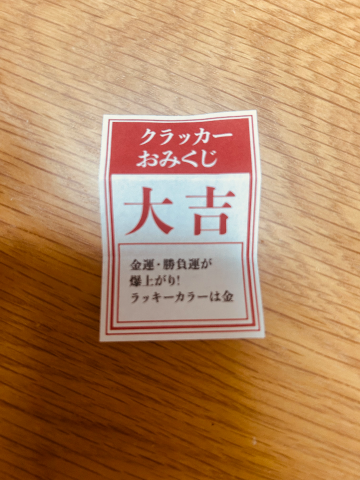 クラッカー
おみくじ
大吉
金運・勝負運が
爆上がり!
ラッキーカラーは金